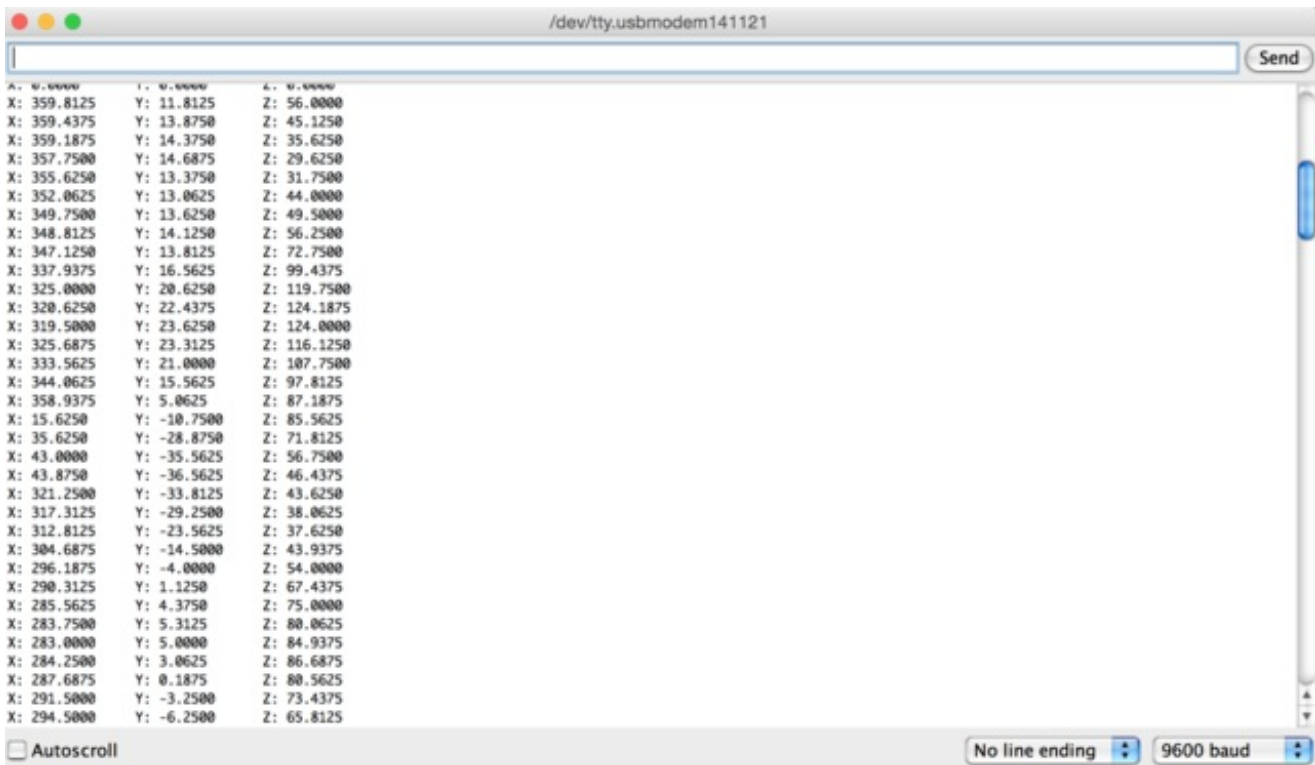 /dev/tty.usbmodem141121
Send
X: 0.0000 Y: 0.0000 Z: 0.0000
X: 359.8125 Y: 11.8125 Z: 56.0000
X: 359.4375 Y: 13.8750 Z: 45.1250
X: 359.1875 Y: 14.3750 Z: 35.6250
X: 357.7500 Y: 14.6875 Z: 29.6250
X: 355.6250 Y: 13.3750 Z: 31.7500
X: 352.0625 Y: 13.0625 Z: 44.0000
X: 349.7500 Y: 13.6250 Z: 49.5000
X: 348.8125 Y: 14.1250 Z: 56.2500
X: 347.1250 Y: 13.8125 Z: 72.7500
X: 337.9375 Y: 16.5625 Z: 99.4375
X: 325.0000 Y: 20.6250 Z: 119.7500
X: 320.6250 Y: 22.4375 Z: 124.1875
X: 319.5000 Y: 23.6250 Z: 124.0000
X: 325.6875 Y: 23.3125 Z: 116.1250
X: 333.5625 Y: 21.0000 Z: 107.7500
X: 344.0625 Y: 15.5625 Z: 97.8125
X: 358.9375 Y: 5.0625 Z: 87.1875
X: 15.6250 Y: -10.7500 Z: 85.5625
X: 35.6250 Y: -28.8750 Z: 71.8125
X: 43.0000 Y: -35.5625 Z: 56.7500
X: 43.8750 Y: -36.5625 Z: 46.4375
X: 321.2500 Y: -33.8125 Z: 43.6250
X: 317.3125 Y: -29.2500 Z: 38.0625
X: 312.8125 Y: -23.5625 Z: 37.6250
X: 304.6875 Y: -14.5000 Z: 43.9375
X: 296.1875 Y: -4.0000 Z: 54.0000
X: 290.3125 Y: 1.1250 Z: 67.4375
X: 285.5625 Y: 4.3750 Z: 75.0000
X: 283.7500 Y: 5.3125 Z: 80.0625
X: 283.0000 Y: 5.0000 Z: 84.9375
X: 284.2500 Y: 3.0625 Z: 86.6875
X: 287.6875 Y: 0.1875 Z: 80.5625
X: 291.5000 Y: -3.2500 Z: 73.4375
X: 294.5000 Y: -6.2500 Z: 65.8125
Autoscroll No line ending 9600 baud